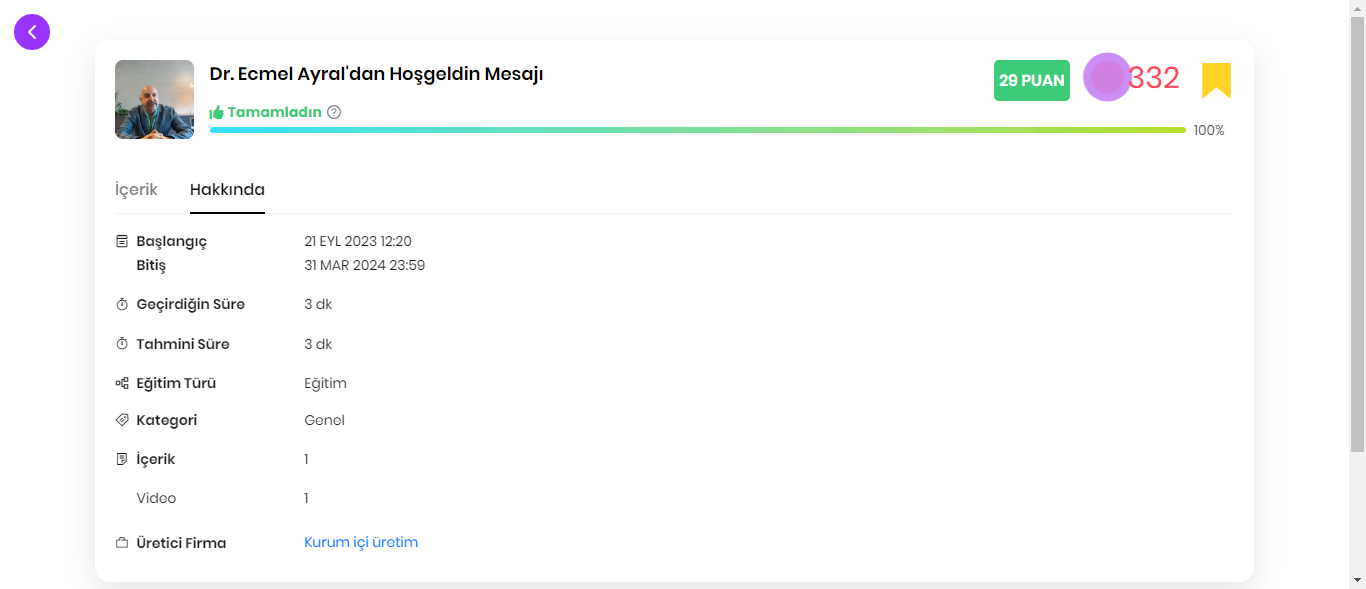 Dr. Ecmel Ayral'dan Hoşgeldin Mesajı
29 PUAN
332
Tamamladın
100%
İçerik
Hakkında
Başlangıç 21 EYL 2023 12:20
Bitiş 31 MAR 2024 23:59
Geçirdiğin Süre 3 dk
Tahmini Süre 3 dk
Eğitim Türü Eğitim
Kategori Genel
İçerik 1
Video 1
Üretici Firma Kurum içi üretim